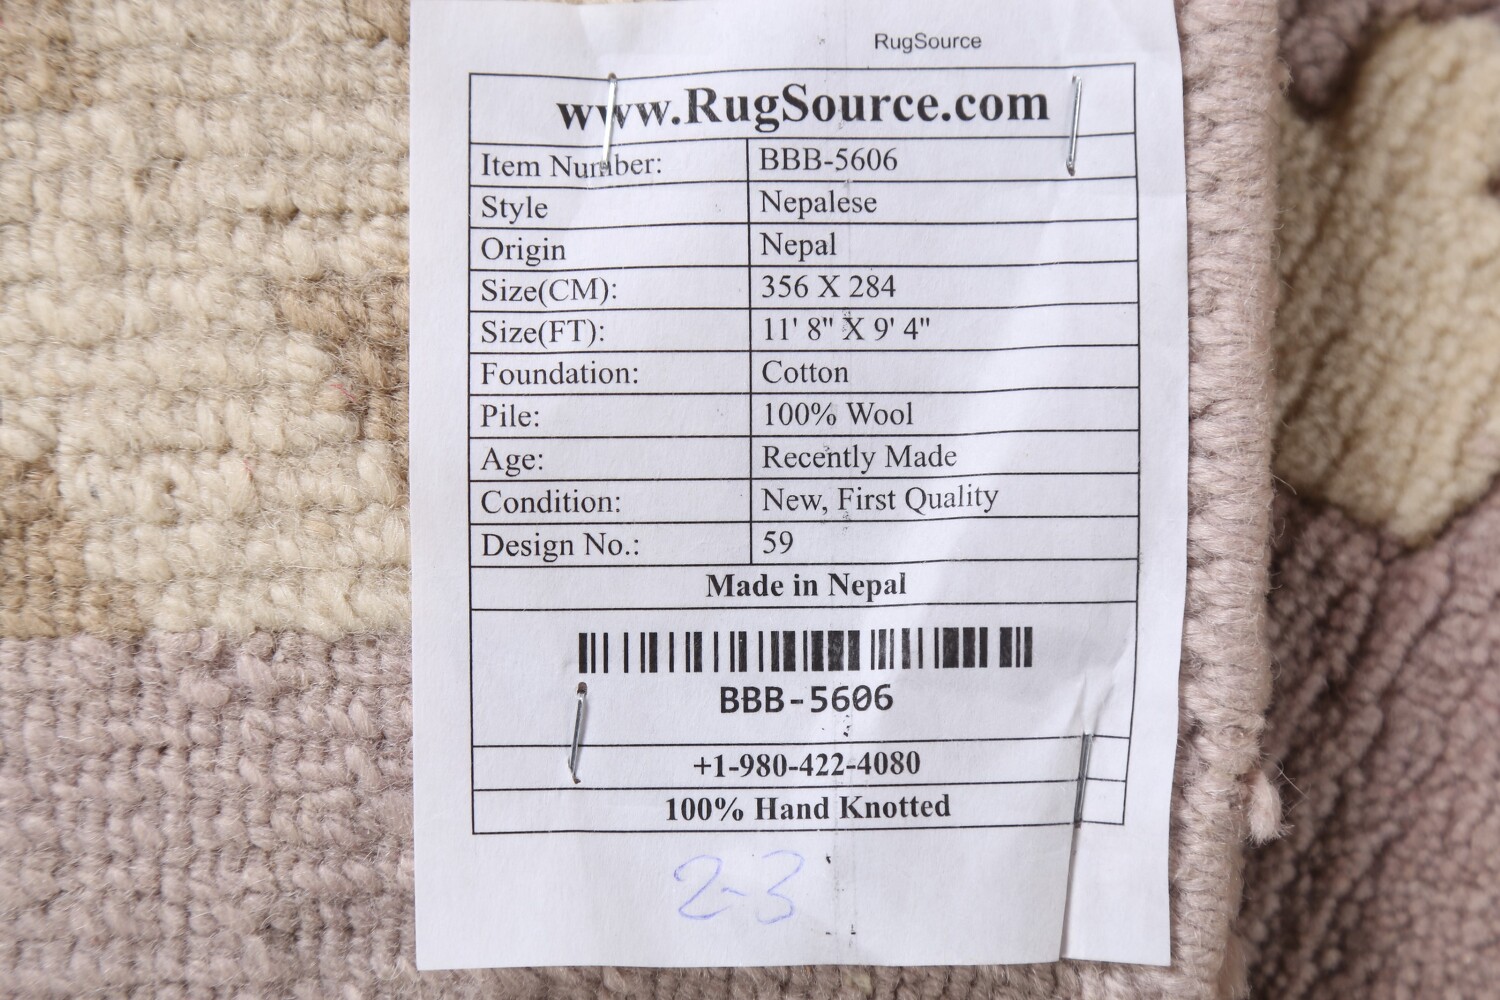 RugSource
www.RugSource.com
Item Number: BBB-5606
Style Nepalese
Origin Nepal
Size(CM): 356 X 284
Size(FT): 11' 8" X 9' 4"
Foundation: Cotton
Pile: 100% Wool
Age: Recently Made
Condition: New, First Quality
Design No.: 59
Made in Nepal
BBB-5606
+1-980-422-4080
100% Hand Knotted
2-3